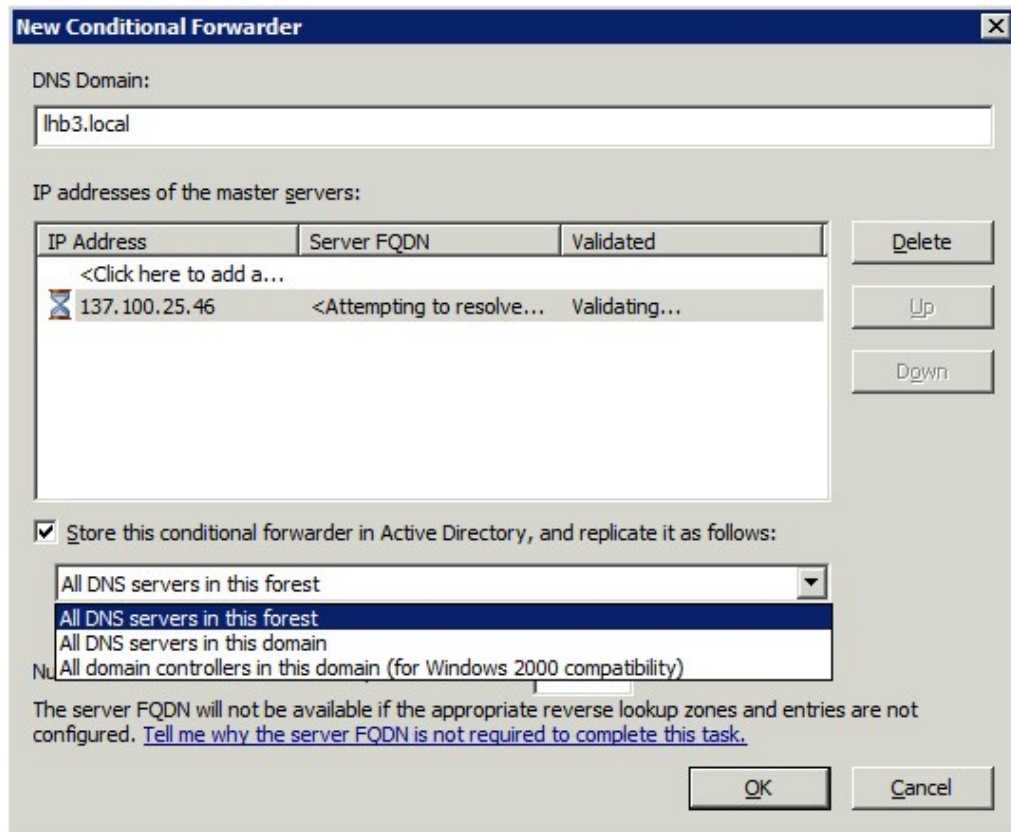 New Conditional Forwarder
DNS Domain:
lhb3.local
IP addresses of the master servers:
IP Address Server FQDN Validated
<Click here to add a...
137.100.25.46 <Attempting to resolve... Validating...
Delete
Up
Down
Store this conditional forwarder in Active Directory, and replicate it as follows:
All DNS servers in this forest
All DNS servers in this forest
All DNS servers in this domain
All domain controllers in this domain (for Windows 2000 compatibility)
The server FQDN will not be available if the appropriate reverse lookup zones and entries are not
configured. Tell me why the server FQDN is not required to complete this task.
OK Cancel